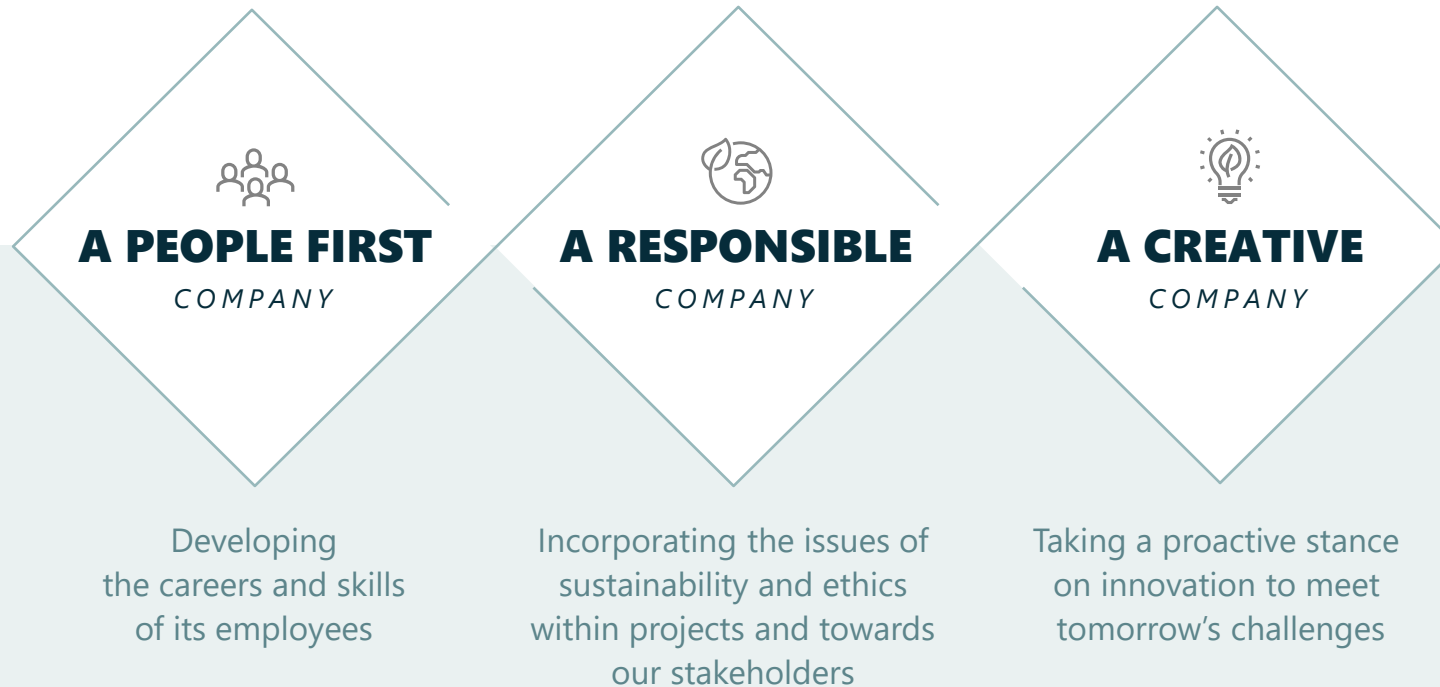 A PEOPLE FIRST
COMPANY
Developing
the careers and skills
of its employees
A RESPONSIBLE
COMPANY
Incorporating the issues of
sustainability and ethics
within projects and towards
our stakeholders
A CREATIVE
COMPANY
Taking a proactive stance
on innovation to meet
tomorrow’s challenges